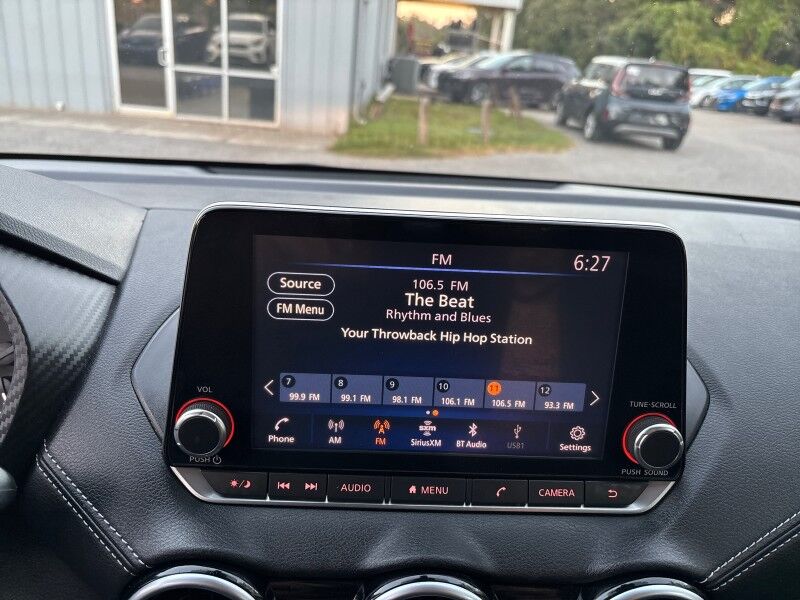 FM
6:27
Source
106.5 FM
The Beat
FM Menu
Rhythm and Blues
Your Throwback Hip Hop Station
7 8 9 10 11 12
99.9 FM 99.1 FM 98.1 FM 106.1 FM 106.5 FM 93.3 FM
Phone AM FM SiriusXM BT Audio USB1 Settings
sxm
VOL
PUSH
TUNE·SCROLL
PUSH SOUND
AUDIO MENU CAMERA